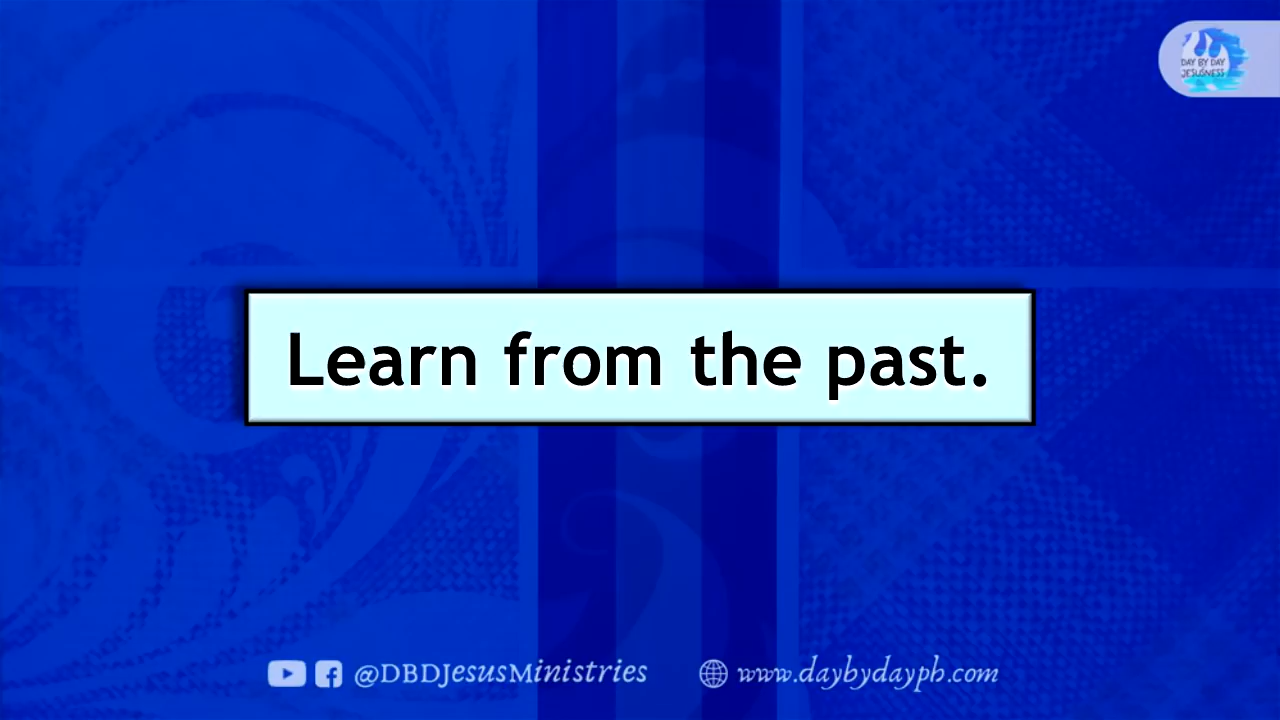 DAY BY DAY
JESUSNESS
Learn from the past.
@DBDJesusMinistries
www.daybydayph.com